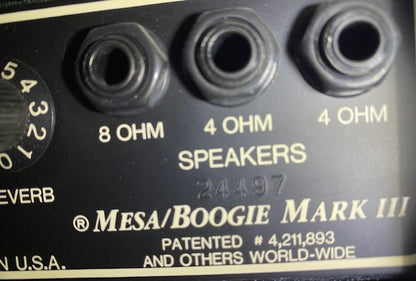 5
4
3
2
1
0
8 OHM 4 OHM 4 OHM
SPEAKERS
24497
EVERB
® MESA/BOOGIE MARK III
PATENTED # 4,211,893
N U.S.A. AND OTHERS WORLD-WIDE